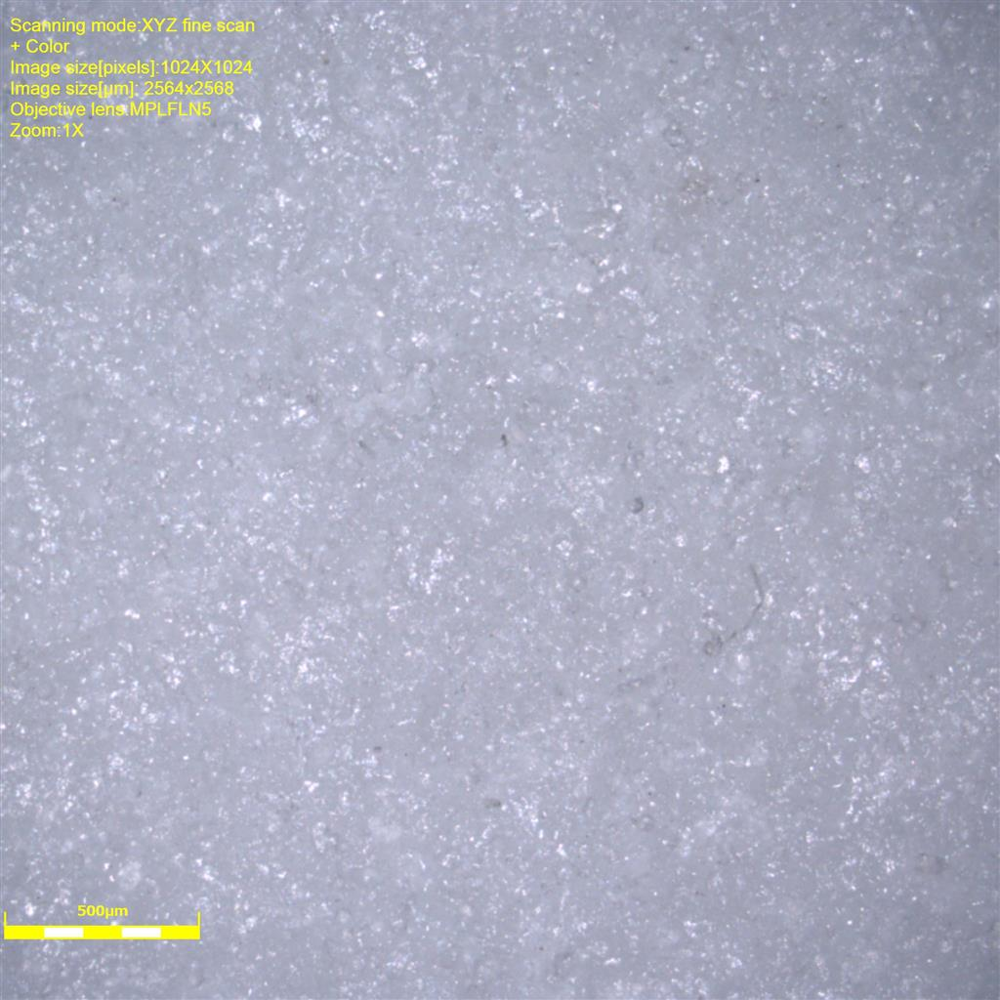 Scanning mode:XYZ fine scan
+ Color
Image size[pixels]:1024X1024
Image size[µm]: 2564x2568
Objective lens:MPLFLN5
Zoom:1X
500µm